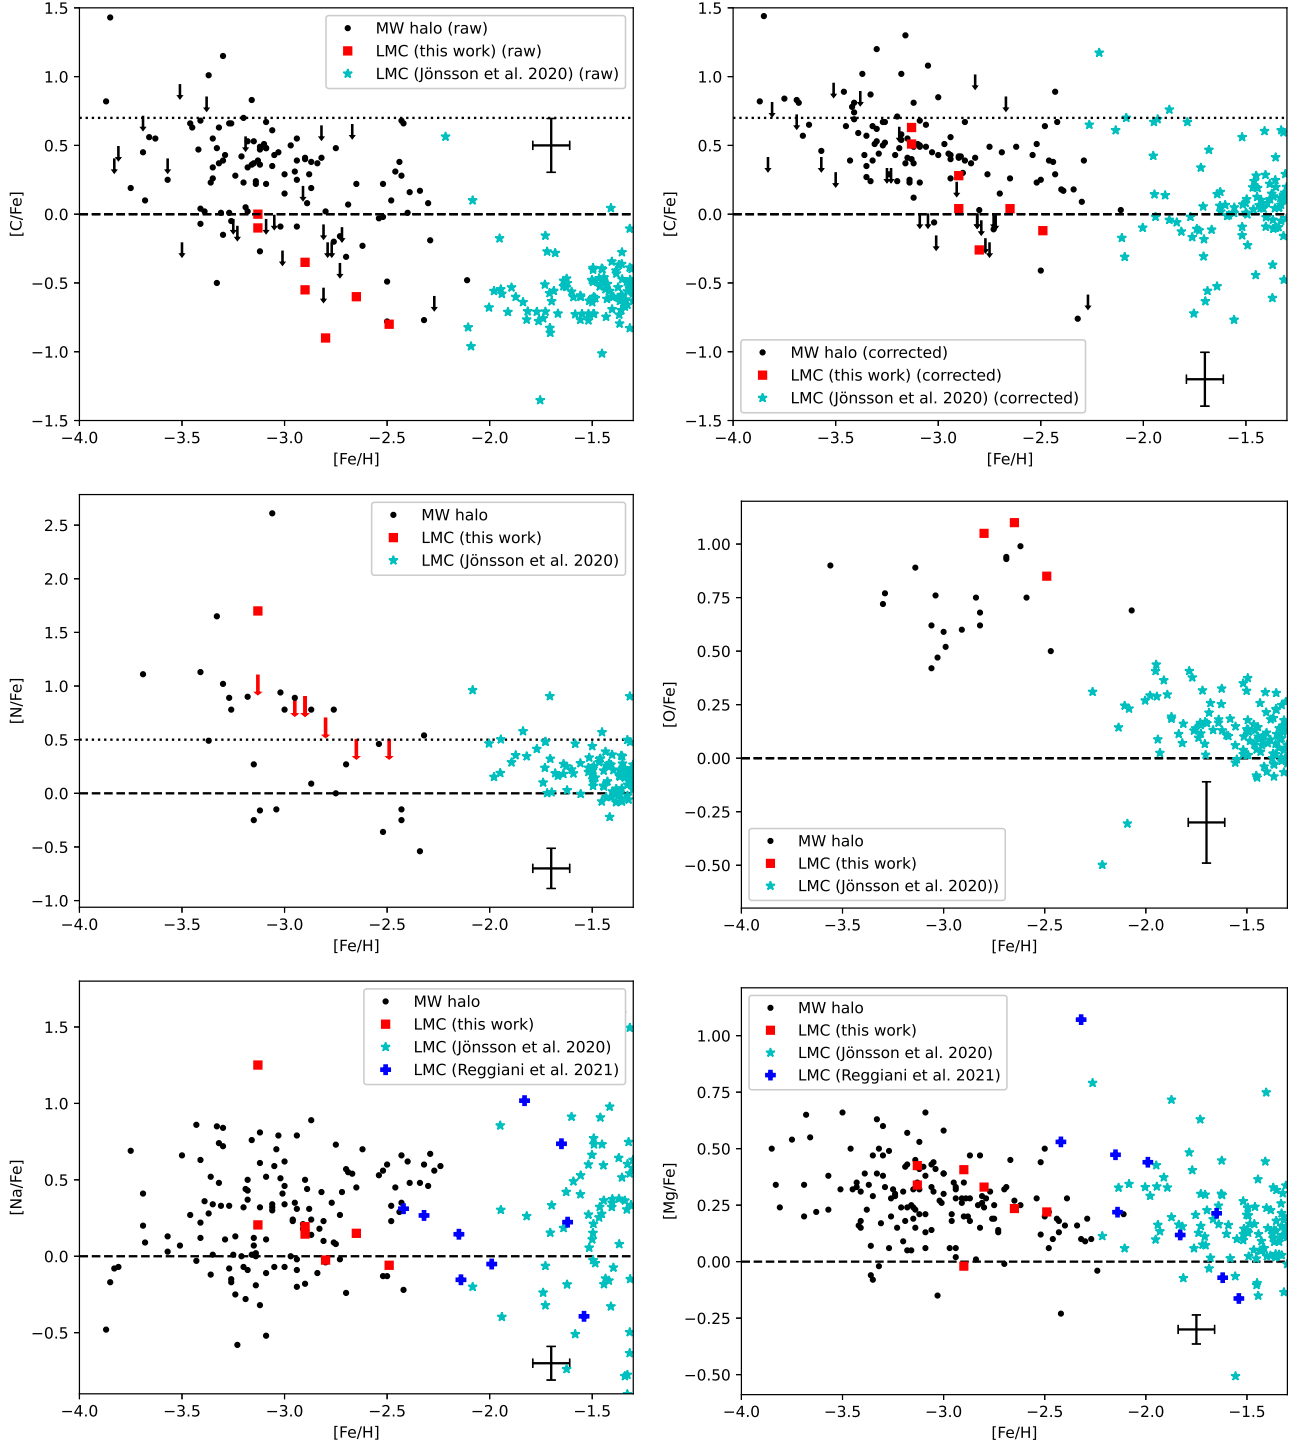 MW halo (raw)
LMC (this work) (raw)
LMC (Jönsson et al. 2020) (raw)
1.5
1.0
0.5
0.0
−0.5
−1.0
−1.5
[C/Fe]
−4.0 −3.5 −3.0 −2.5 −2.0 −1.5
[Fe/H]
MW halo (corrected)
LMC (this work) (corrected)
LMC (Jönsson et al. 2020) (corrected)
1.5
1.0
0.5
0.0
−0.5
−1.0
−1.5
[C/Fe]
−4.0 −3.5 −3.0 −2.5 −2.0 −1.5
[Fe/H]
MW halo
LMC (this work)
LMC (Jönsson et al. 2020)
2.5
2.0
1.5
1.0
0.5
0.0
−0.5
−1.0
[N/Fe]
−4.0 −3.5 −3.0 −2.5 −2.0 −1.5
[Fe/H]
MW halo
LMC (this work)
LMC (Jönsson et al. 2020))
1.00
0.75
0.50
0.25
0.00
−0.25
−0.50
[O/Fe]
−4.0 −3.5 −3.0 −2.5 −2.0 −1.5
[Fe/H]
MW halo
LMC (this work)
LMC (Jönsson et al. 2020)
LMC (Reggiani et al. 2021)
1.5
1.0
0.5
0.0
−0.5
[Na/Fe]
−4.0 −3.5 −3.0 −2.5 −2.0 −1.5
[Fe/H]
MW halo
LMC (this work)
LMC (Jönsson et al. 2020)
LMC (Reggiani et al. 2021)
1.00
0.75
0.50
0.25
0.00
−0.25
−0.50
[Mg/Fe]
−4.0 −3.5 −3.0 −2.5 −2.0 −1.5
[Fe/H]